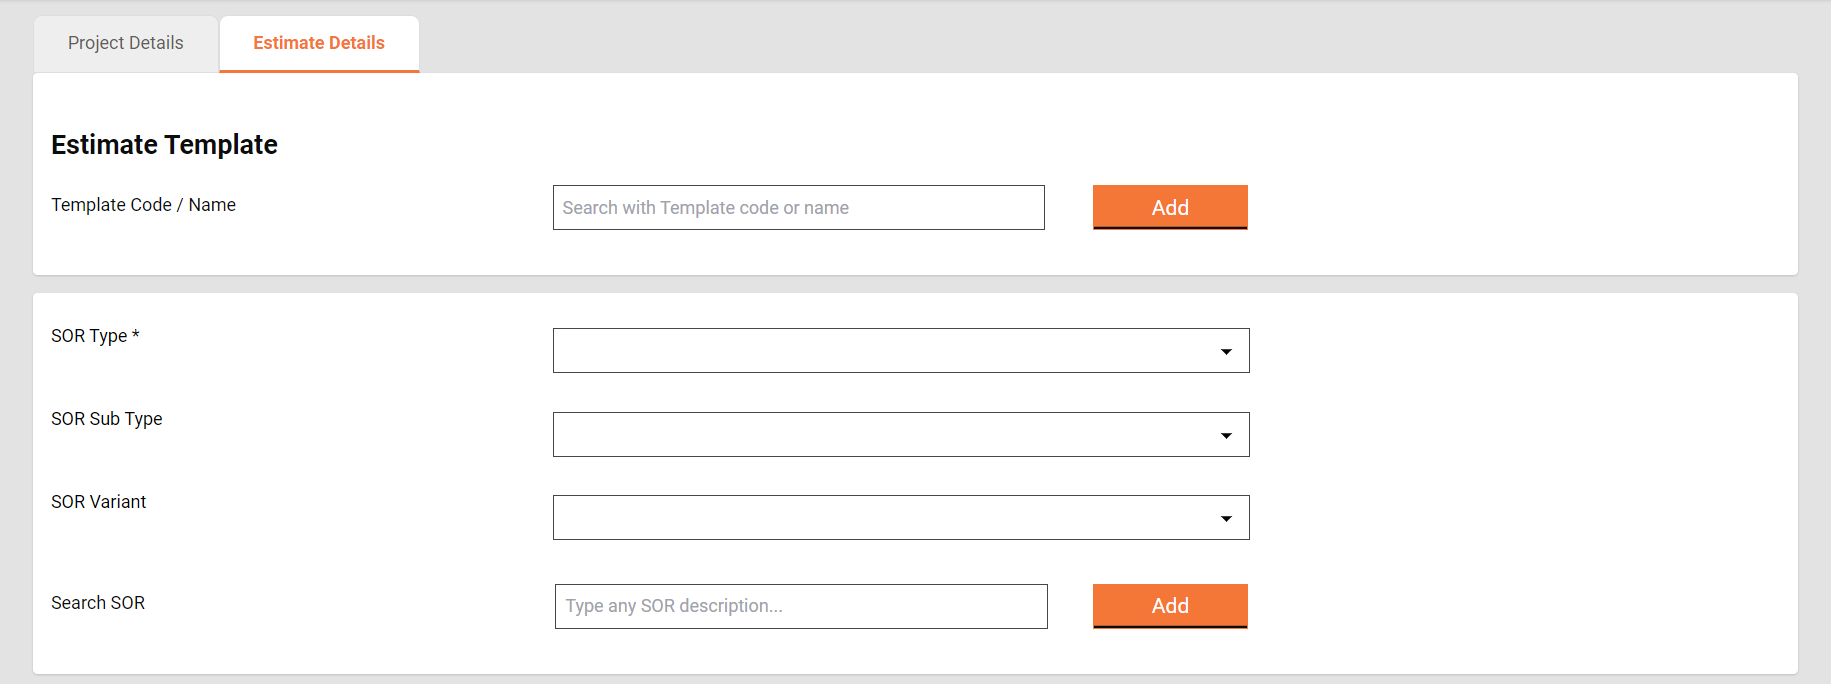 Project Details
Estimate Details
Estimate Template
Template Code / Name
Search with Template code or name
Add
SOR Type *
SOR Sub Type
SOR Variant
Search SOR
Type any SOR description...
Add